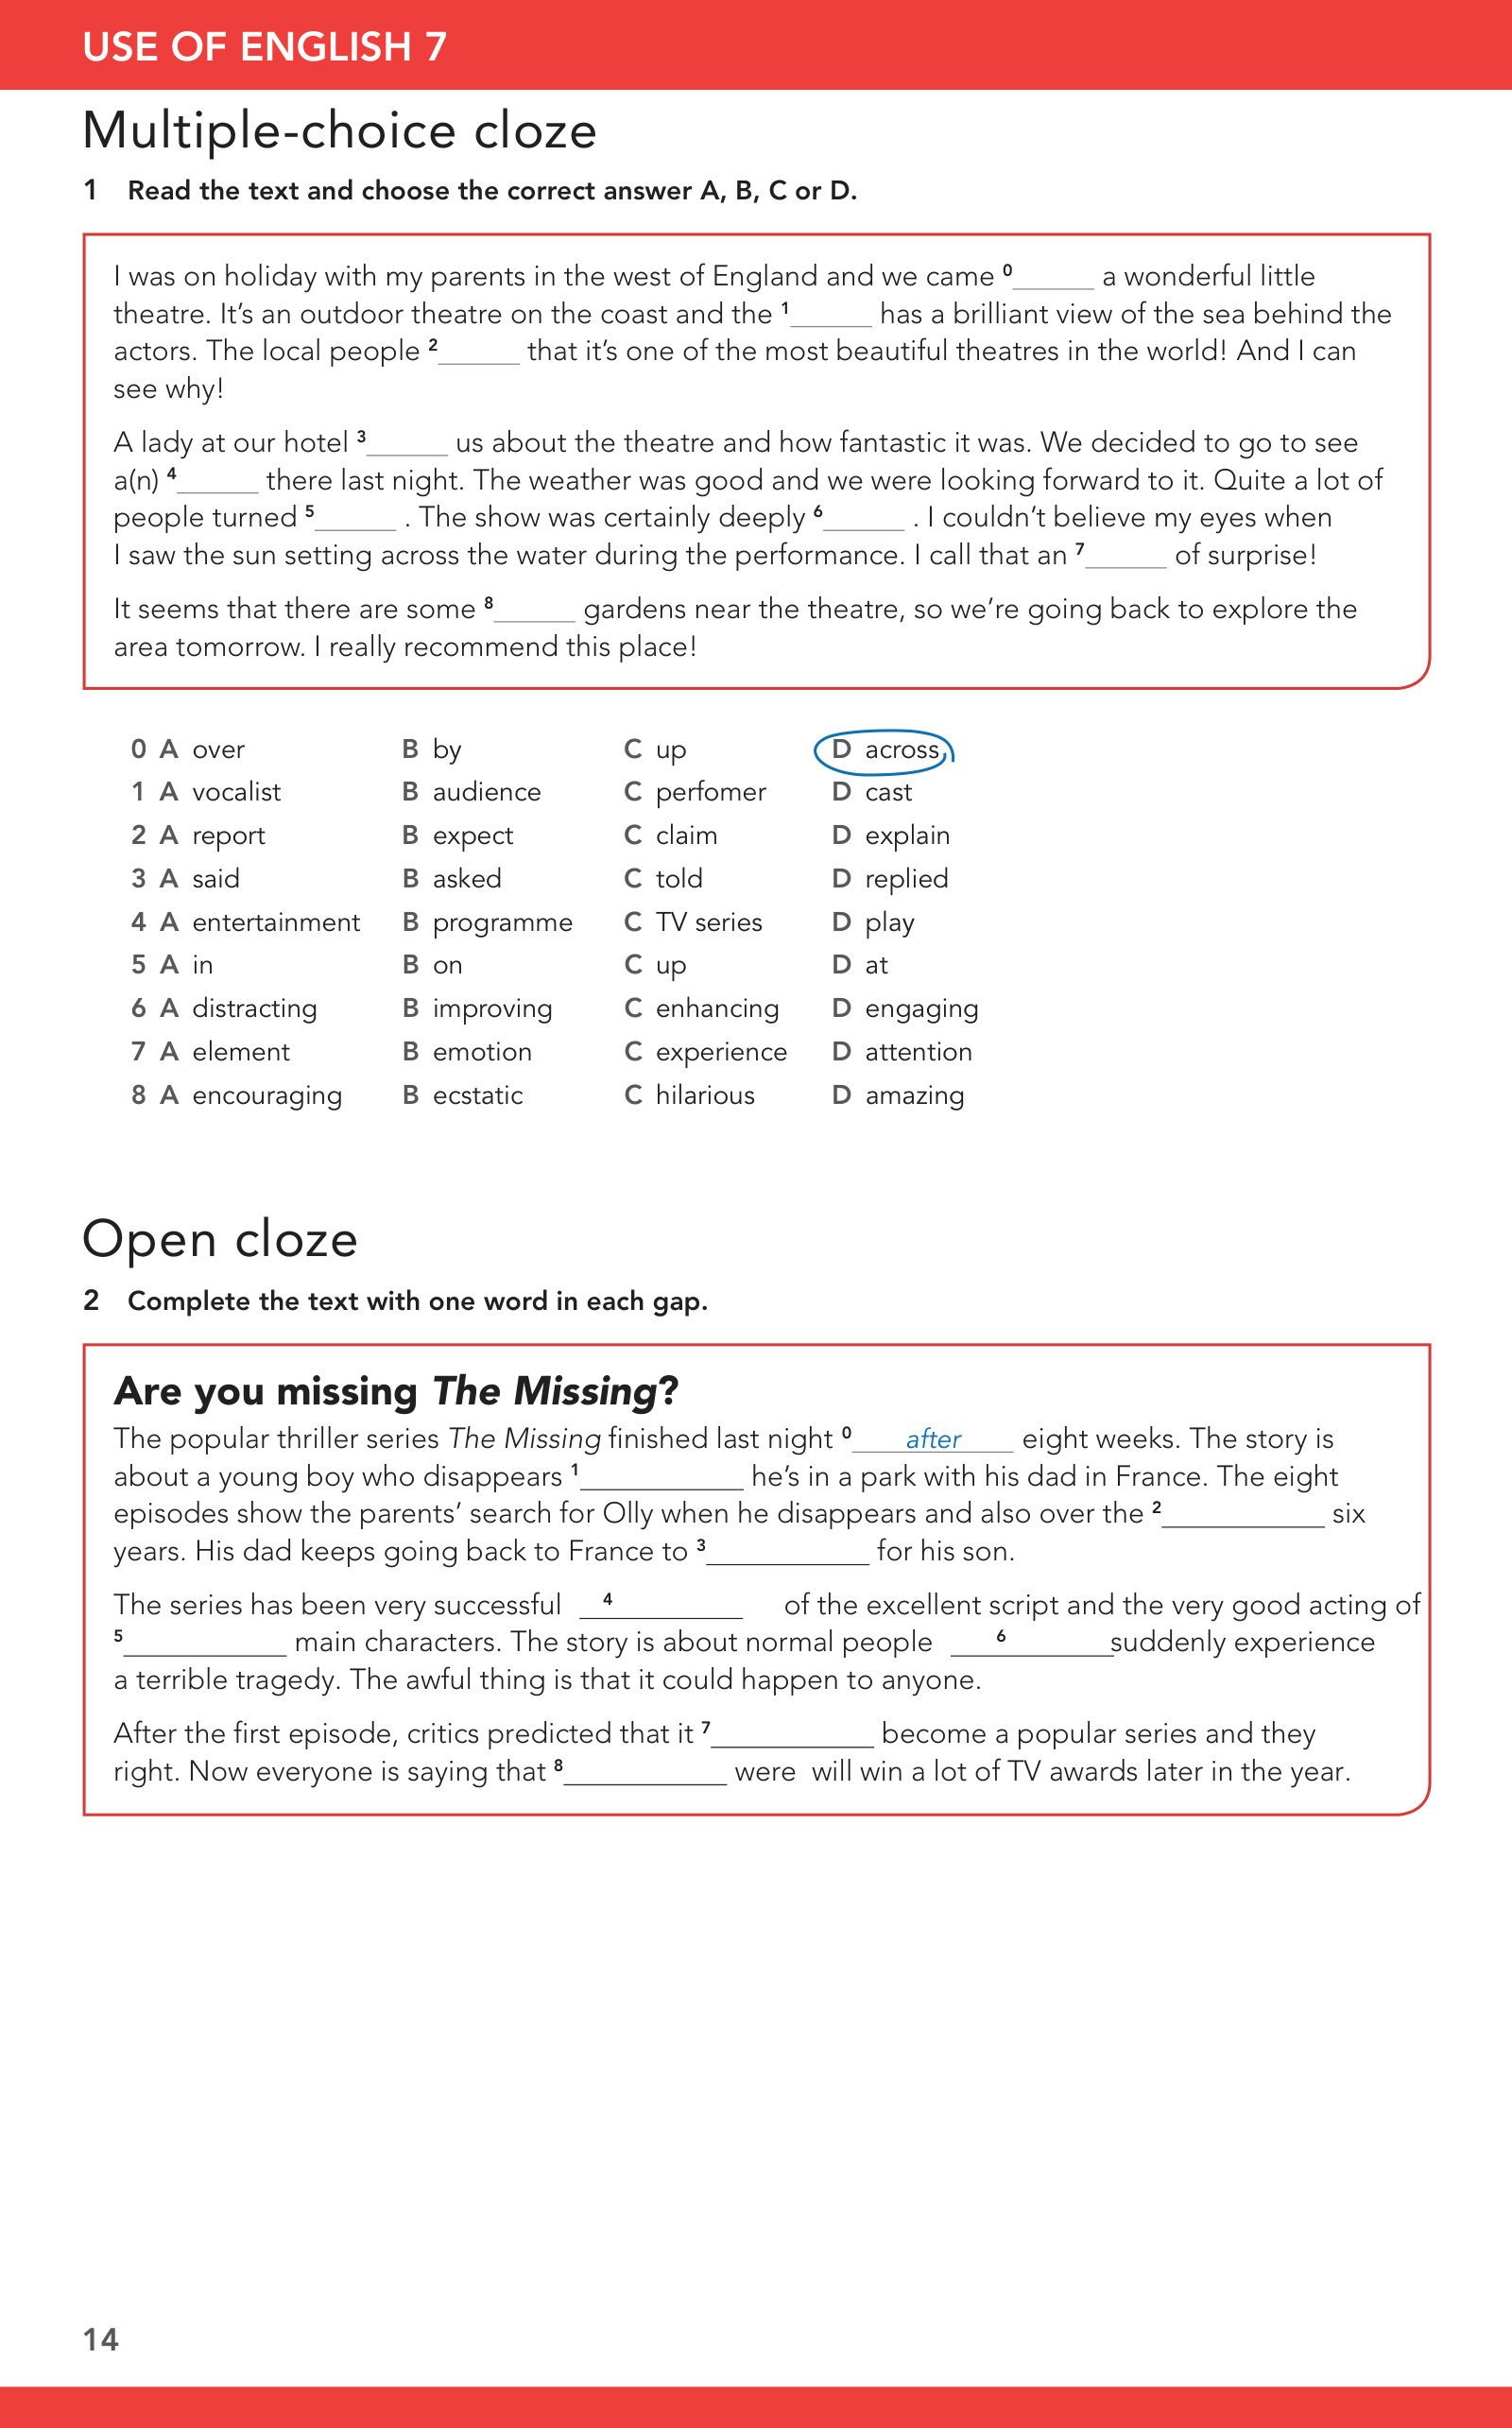 USE OF ENGLISH 7
Multiple-choice cloze
1 Read the text and choose the correct answer A, B, C or D.
I was on holiday with my parents in the west of England and we came 0______ a wonderful little
theatre. It’s an outdoor theatre on the coast and the 1______ has a brilliant view of the sea behind the
actors. The local people 2______ that it’s one of the most beautiful theatres in the world! And I can
see why!
A lady at our hotel 3______ us about the theatre and how fantastic it was. We decided to go to see
a(n) 4______ there last night. The weather was good and we were looking forward to it. Quite a lot of
people turned 5______ . The show was certainly deeply 6______ . I couldn’t believe my eyes when
I saw the sun setting across the water during the performance. I call that an 7______ of surprise!
It seems that there are some 8______ gardens near the theatre, so we’re going back to explore the
area tomorrow. I really recommend this place!
0 A over B by C up D across
1 A vocalist B audience C perfomer D cast
2 A report B expect C claim D explain
3 A said B asked C told D replied
4 A entertainment B programme C TV series D play
5 A in B on C up D at
6 A distracting B improving C enhancing D engaging
7 A element B emotion C experience D attention
8 A encouraging B ecstatic C hilarious D amazing
Open cloze
2 Complete the text with one word in each gap.
Are you missing The Missing?
The popular thriller series The Missing finished last night 0___after___ eight weeks. The story is
about a young boy who disappears 1____________ he’s in a park with his dad in France. The eight
episodes show the parents’ search for Olly when he disappears and also over the 2____________ six
years. His dad keeps going back to France to 3____________ for his son.
The series has been very successful 4____________ of the excellent script and the very good acting of
5____________ main characters. The story is about normal people 6____________suddenly experience
a terrible tragedy. The awful thing is that it could happen to anyone.
After the first episode, critics predicted that it 7____________ become a popular series and they
right. Now everyone is saying that 8____________ were will win a lot of TV awards later in the year.
14